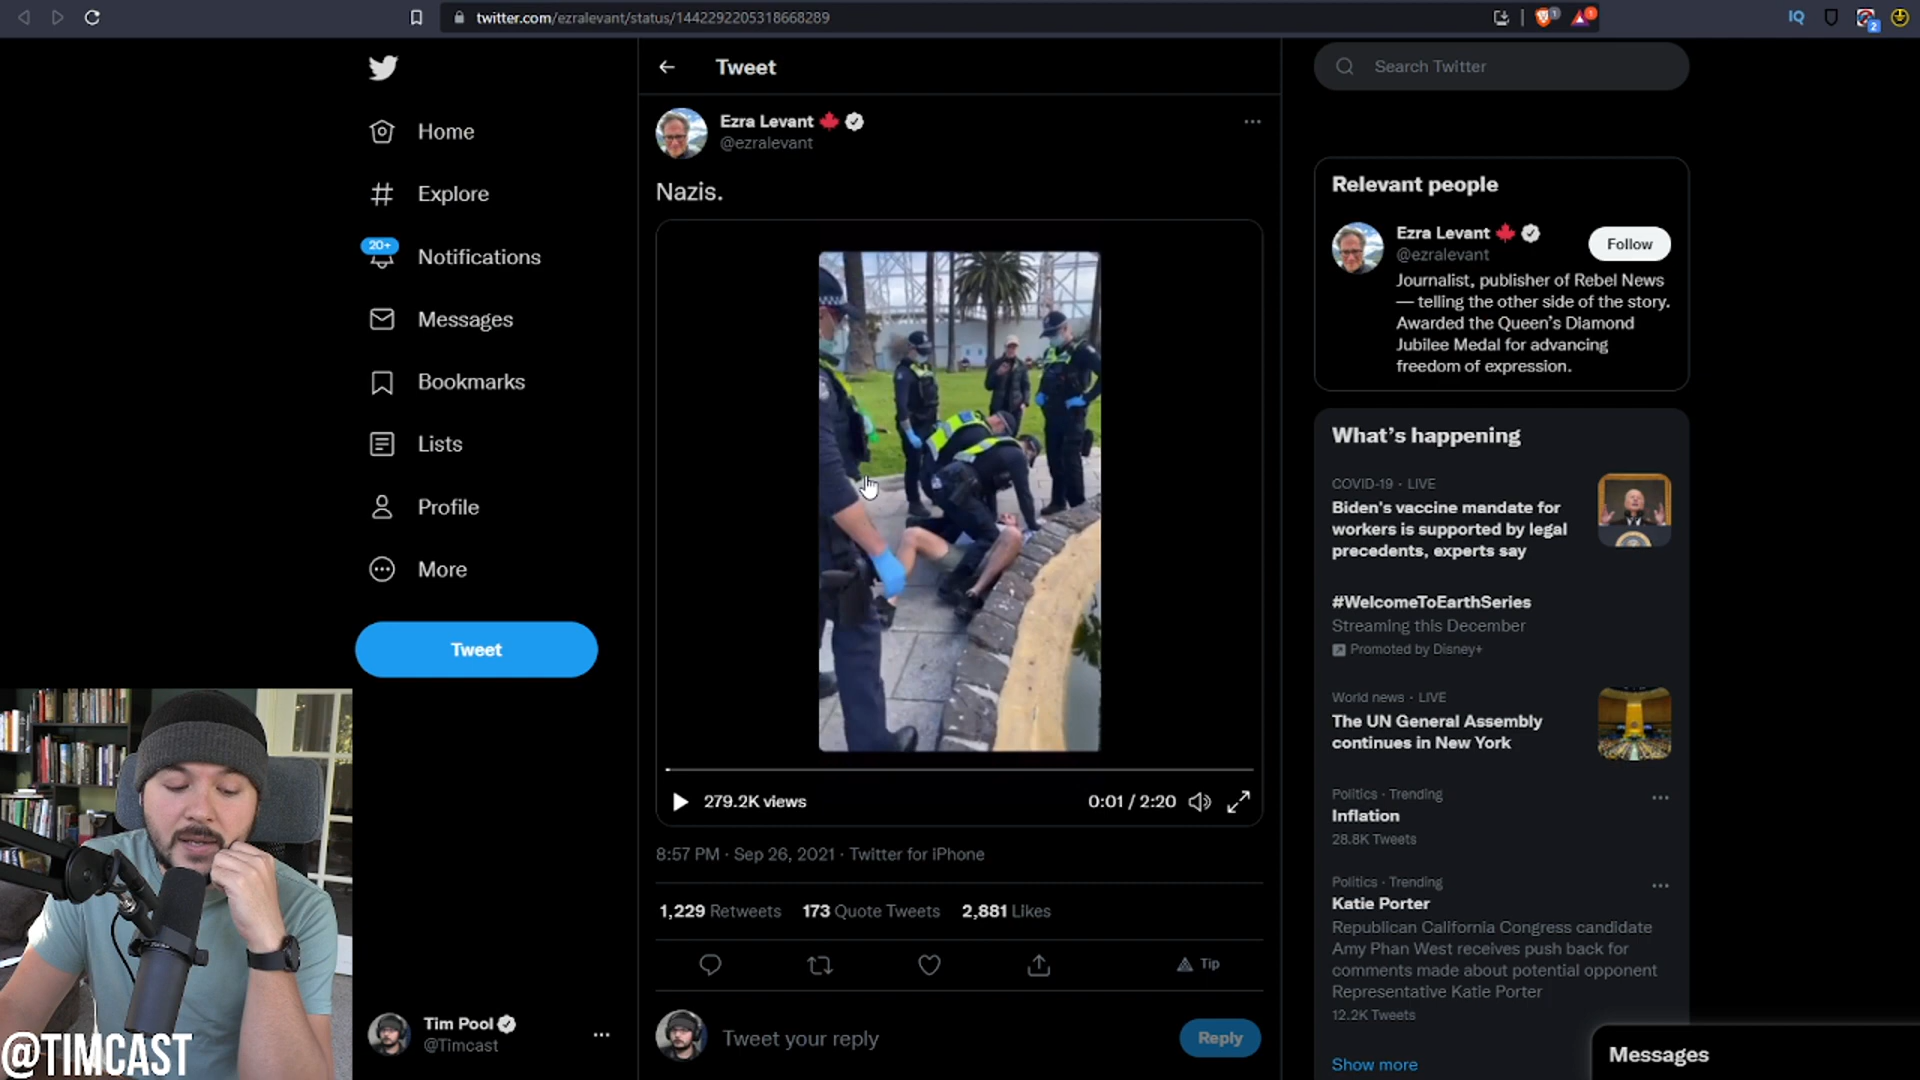 twitter.com/ezralevant/status/1442292205318668289
1
1
IQ
2
Home
Explore
20+
Notifications
Messages
Bookmarks
Lists
Profile
More
Tweet
Tim Pool
@Timcast
@TIMCAST
Tweet
Ezra Levant
@ezralevant
Nazis.
279.2K views
0:01 / 2:20
8:57 PM · Sep 26, 2021 · Twitter for iPhone
1,229 Retweets 173 Quote Tweets 2,881 Likes
Tip
Tweet your reply
Reply
Search Twitter
Relevant people
Ezra Levant
@ezralevant
Follow
Journalist, publisher of Rebel News
— telling the other side of the story.
Awarded the Queen's Diamond
Jubilee Medal for advancing
freedom of expression.
What's happening
COVID-19 · LIVE
Biden's vaccine mandate for
workers is supported by legal
precedents, experts say
#WelcomeToEarthSeries
Streaming this December
Promoted by Disney+
World news · LIVE
The UN General Assembly
continues in New York
Politics · Trending
Inflation
28.8K Tweets
Politics · Trending
Katie Porter
Republican California Congress candidate
Amy Phan West receives push back for
comments made about potential opponent
Representative Katie Porter
12.2K Tweets
Show more
Messages